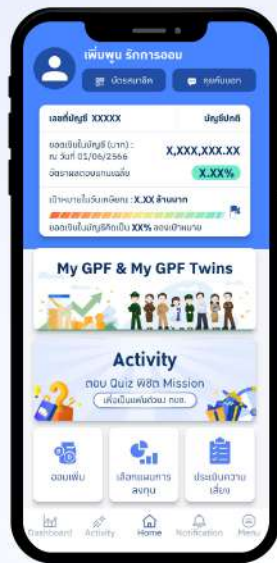 เพิ่มพูน รักการออม
บัตรสมาชิก
คุยกับบอท
เลขที่บัญชี XXXXX
บัญชีปกติ
ยอดเงินในบัญชี (บาท) :
ณ วันที่ 01/06/2566
X,XXX,XXX.XX
อัตราผลตอบแทนเฉลี่ย
X.XX%
เป้าหมายในวันเกษียณ : X.XX ล้านบาท
ยอดเงินในบัญชีคิดเป็น XX% ของเป้าหมาย
My GPF & My GPF Twins
Activity
ตอบ Quiz พิชิต Mission
เพื่อเป็นแฟนตัวยง กบข.
ออมเพิ่ม
เลือกแผนการ
ลงทุน
ประเมินความ
เสี่ยง
Dashboard
Activity
Home
Notification
Menu